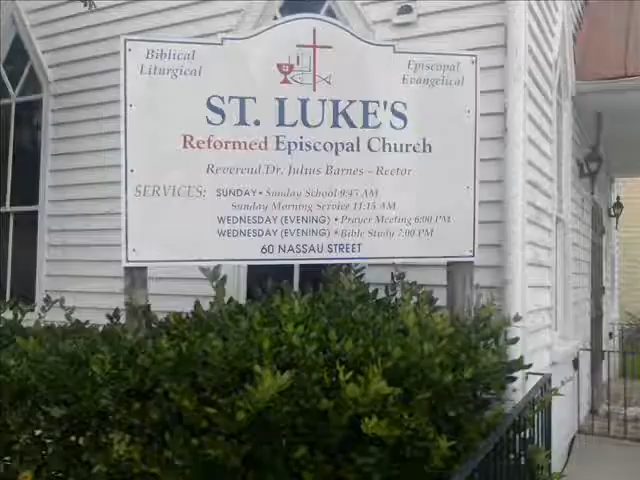 Biblical
Liturgical
Episcopal
Evangelical
ST. LUKE'S
Reformed Episcopal Church
Reverend Dr. Julius Barnes - Rector
SERVICES: SUNDAY • Sunday School 9:45 AM
Sunday Morning Service 11:15 AM
WEDNESDAY (EVENING) • Prayer Meeting 6:00 PM
WEDNESDAY (EVENING) • Bible Study 7:00 PM
60 NASSAU STREET